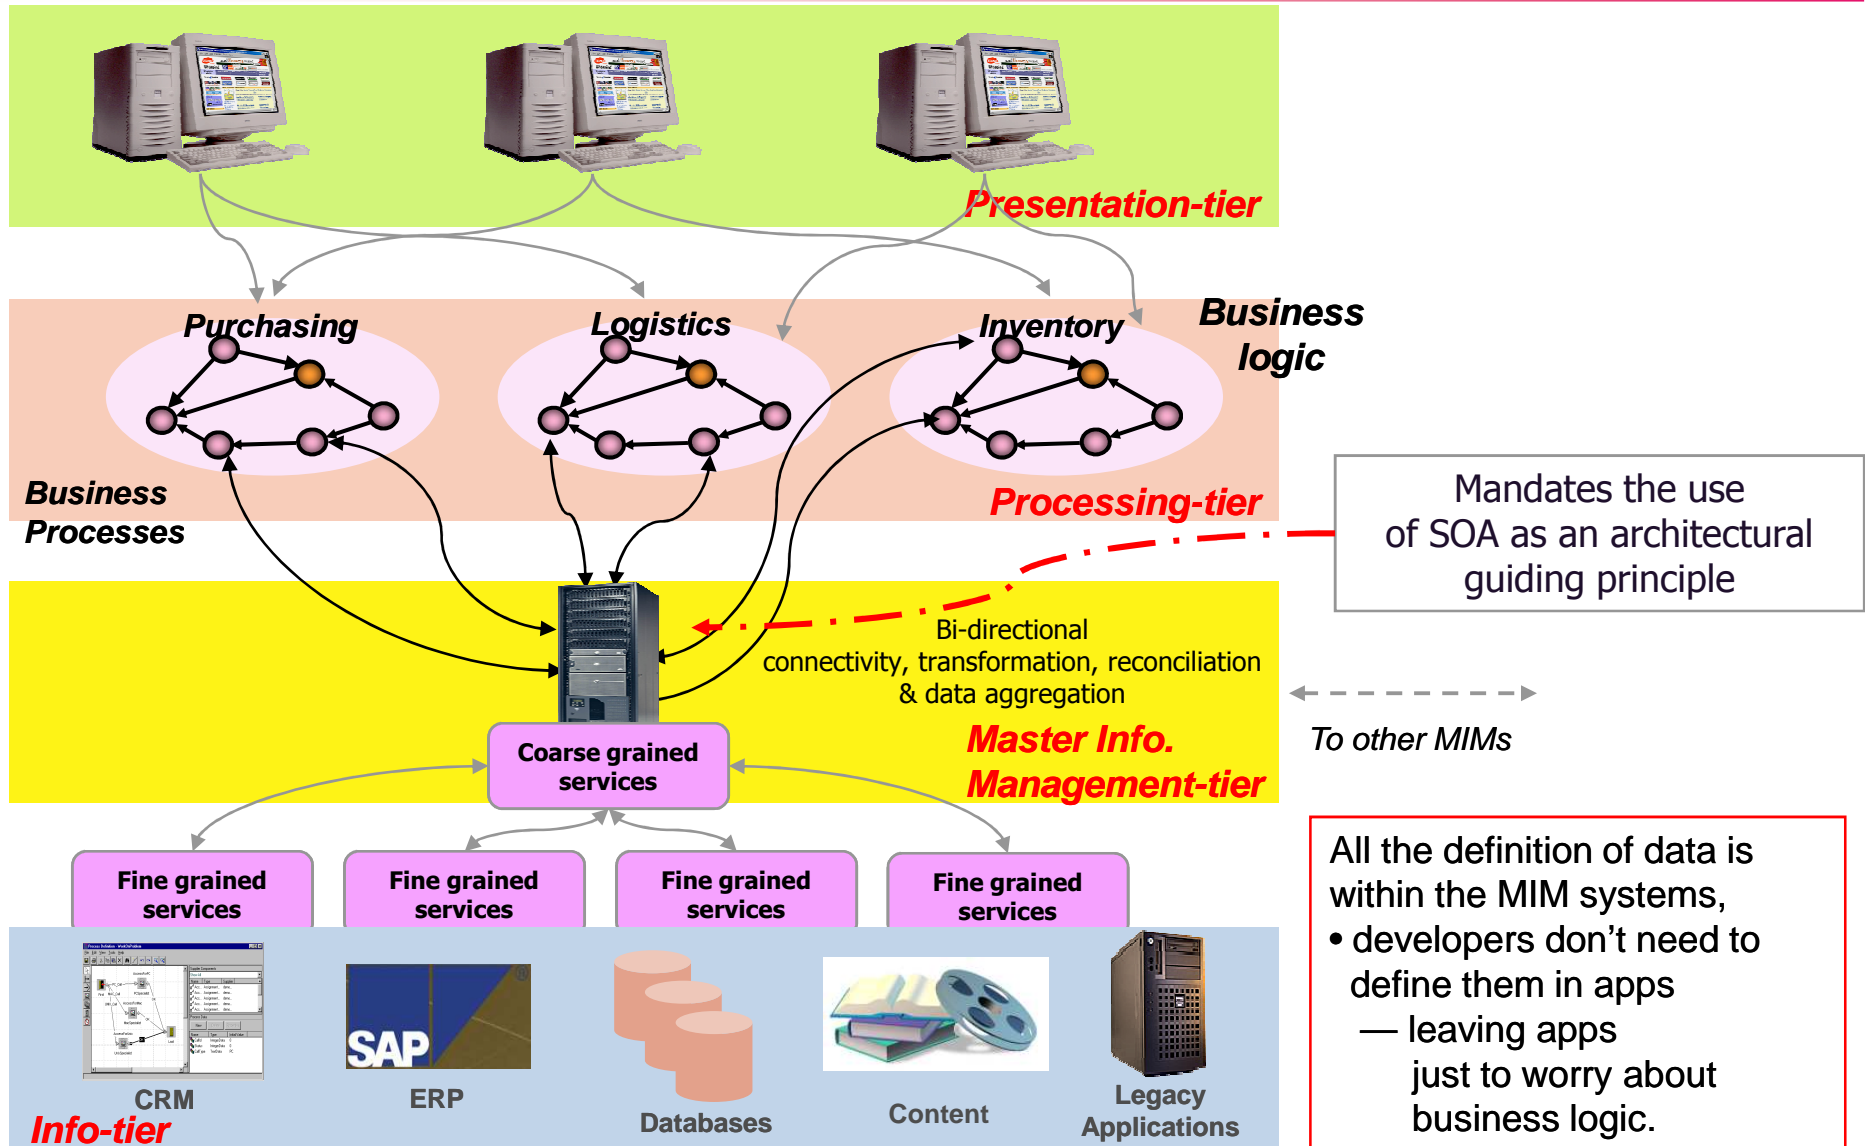 Presentation-tier
Purchasing
Logistics
Inventory
Business
logic
Business
Processes
Processing-tier
Mandates the use
of SOA as an architectural
guiding principle
Bi-directional
connectivity, transformation, reconciliation
& data aggregation
Master Info.
Management-tier
To other MIMs
Coarse grained
services
Fine grained
services
Fine grained
services
Fine grained
services
Fine grained
services
SAP
®
CRM
ERP
Databases
Content
Legacy
Applications
Info-tier
All the definition of data is
within the MIM systems,
• developers don’t need to
define them in apps
— leaving apps
just to worry about
business logic.